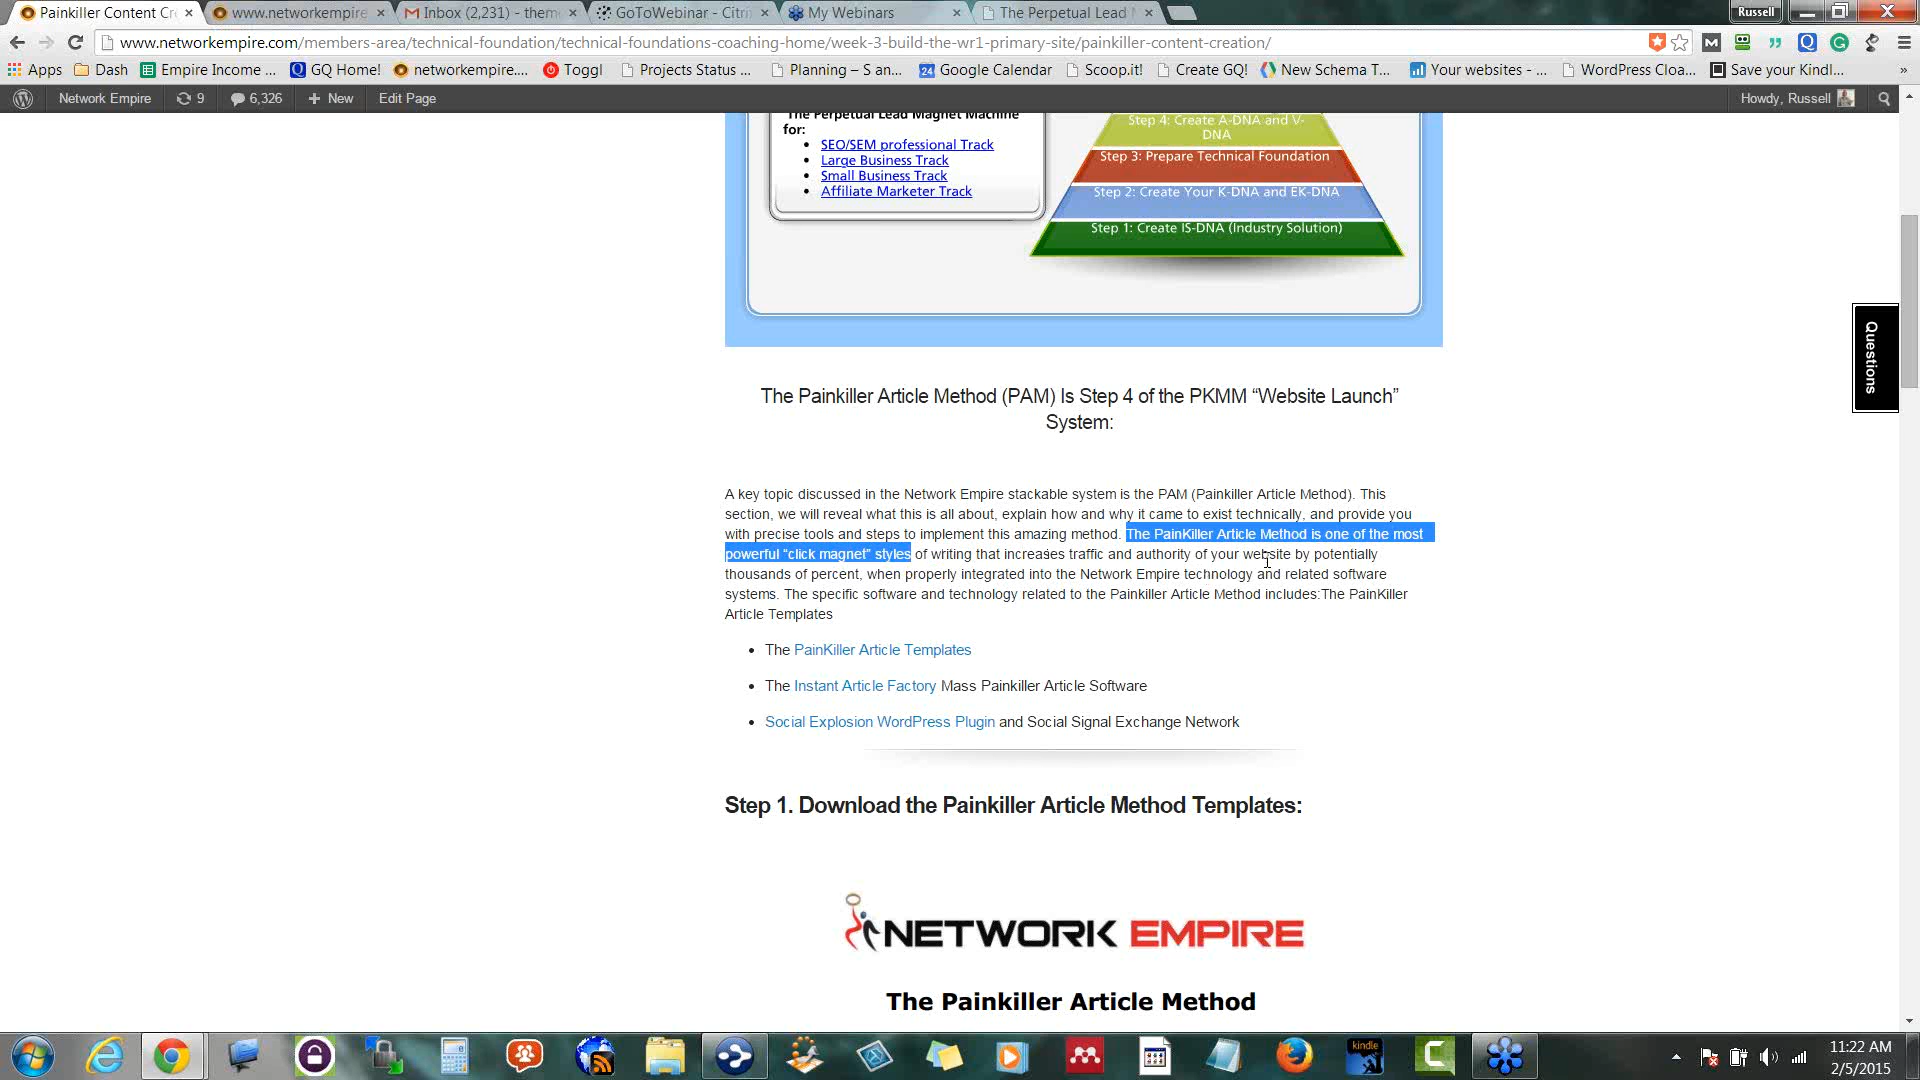 Painkiller Content Cr
www.networkempire
Inbox (2,231) - them
GoToWebinar - Citri
My Webinars
The Perpetual Lead
Russell
www.networkempire.com/members-area/technical-foundation/technical-foundations-coaching-home/week-3-build-the-wr1-primary-site/painkiller-content-creation/
Apps
Dash
Empire Income ...
GQ Home!
networkempire....
Toggl
Projects Status ...
Planning – S an...
Google Calendar
Scoop.it!
Create GQ!
New Schema T...
Your websites - ...
WordPress Cloa...
Save your Kindl...
»
Network Empire
9
6,326
+ New
Edit Page
Howdy, Russell
The Perpetual Lead Magnet Machine
for:
• SEO/SEM professional Track
• Large Business Track
• Small Business Track
• Affiliate Marketer Track
Step 4: Create A-DNA and V-
DNA
Step 3: Prepare Technical Foundation
Step 2: Create Your K-DNA and EK-DNA
Step 1: Create IS-DNA (Industry Solution)
Questions
The Painkiller Article Method (PAM) Is Step 4 of the PKMM “Website Launch”
System:
A key topic discussed in the Network Empire stackable system is the PAM (Painkiller Article Method). This
section, we will reveal what this is all about, explain how and why it came to exist technically, and provide you
with precise tools and steps to implement this amazing method. The PainKiller Article Method is one of the most
powerful “click magnet” styles of writing that increases traffic and authority of your website by potentially
thousands of percent, when properly integrated into the Network Empire technology and related software
systems. The specific software and technology related to the Painkiller Article Method includes:The PainKiller
Article Templates
• The PainKiller Article Templates
• The Instant Article Factory Mass Painkiller Article Software
• Social Explosion WordPress Plugin and Social Signal Exchange Network
Step 1. Download the Painkiller Article Method Templates:
NETWORK EMPIRE
The Painkiller Article Method
kindle
11:22 AM
2/5/2015